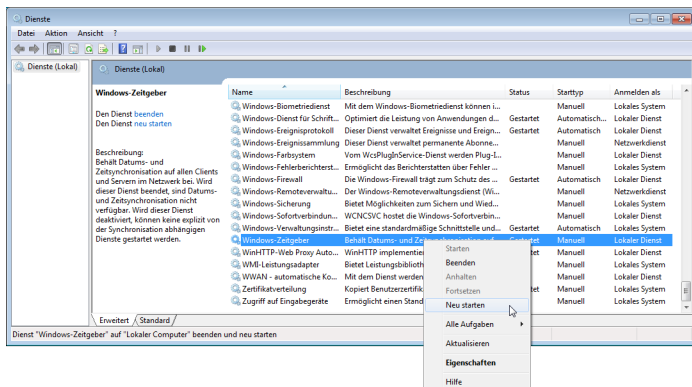 Dienste
Datei Aktion Ansicht ?
Dienste (Lokal)
Dienste (Lokal)
Windows-Zeitgeber
Den Dienst beenden
Den Dienst neu starten
Beschreibung:
Behält Datums- und
Zeitsynchronisation auf allen Clients
und Servern im Netzwerk bei. Wird
dieser Dienst beendet, sind Datums-
und Zeitsynchronisation nicht
verfügbar. Wird dieser Dienst
deaktiviert, können keine explizit von
der Synchronisation abhängigen
Dienste gestartet werden.
Name Beschreibung Status Starttyp Anmelden als
Windows-Biometriedienst Mit dem Windows-Biometriedienst können i... Manuell Lokales System
Windows-Dienst für Schrift... Optimiert die Leistung von Anwendungen d... Gestartet Automatisch... Lokaler Dienst
Windows-Ereignisprotokoll Dieser Dienst verwaltet Ereignisse und Ereign... Gestartet Automatisch Lokaler Dienst
Windows-Ereignissammlung Dieser Dienst verwaltet permanente Abonne... Manuell Netzwerkdienst
Windows-Farbsystem Vom WcsPlugInService-Dienst werden Plug-I... Manuell Lokaler Dienst
Windows-Fehlerberichterst... Ermöglicht das Berichterstatten über Fehler ... Manuell Lokales System
Windows-Firewall Die Windows-Firewall trägt zum Schutz des ... Gestartet Automatisch Lokaler Dienst
Windows-Remoteverwaltu... Der Windows-Remoteverwaltungsdienst (Wi... Manuell Netzwerkdienst
Windows-Sicherung Bietet Möglichkeiten zum Sichern und Wied... Manuell Lokales System
Windows-Sofortverbindun... WCNCSVC hostet die Windows-Sofortverbin... Manuell Lokaler Dienst
Windows-Verwaltungsinstr... Bietet eine standardmäßige Schnittstelle und... Gestartet Automatisch Lokales System
Windows-Zeitgeber Behält Datums- und Manuell Lokaler Dienst
WinHTTP-Web Proxy Auto... WinHTTP implementier tet Manuell Lokaler Dienst
WMI-Leistungsadapter Bietet Leistungsbiblioth Manuell Lokales System
WWAN - automatische Ko... Mit dem Dienst werden Manuell Lokaler Dienst
Zertifikatverteilung Kopiert Benutzerzertifik tet Manuell Lokales System
Zugriff auf Eingabegeräte Ermöglicht einen Stand Manuell Lokales System
Starten
Beenden
Anhalten
Fortsetzen
Neu starten
Alle Aufgaben
Aktualisieren
Eigenschaften
Hilfe
Erweitert Standard
Dienst "Windows-Zeitgeber" auf "Lokaler Computer" beenden und neu starten